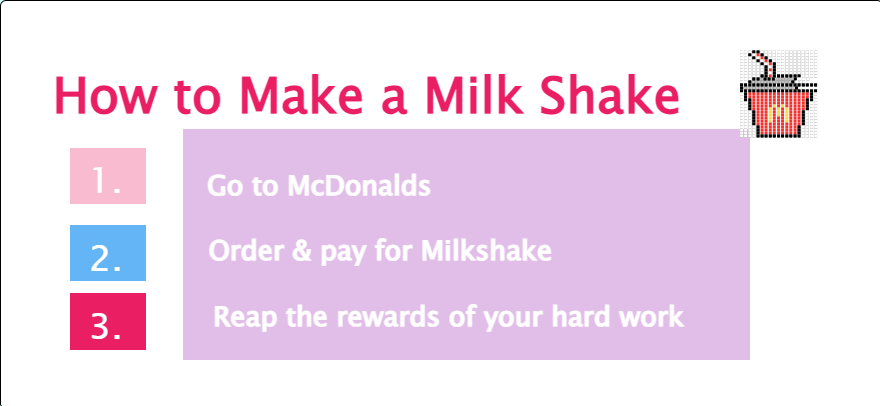 How to Make a Milk Shake
1. Go to McDonalds
2. Order & pay for Milkshake
3. Reap the rewards of your hard work
M